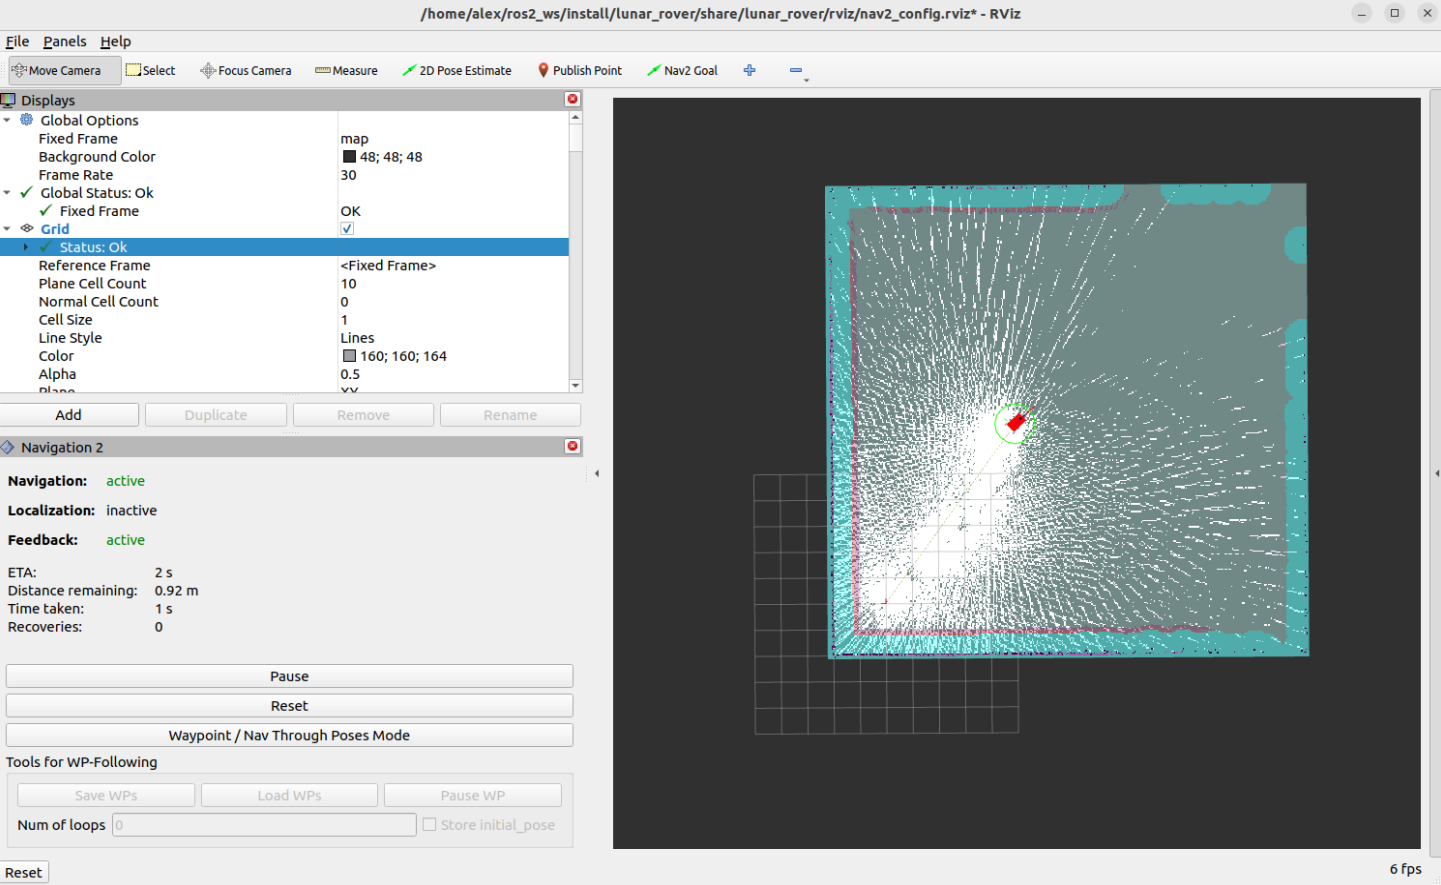 /home/alex/ros2_ws/install/lunar_rover/share/lunar_rover/rviz/nav2_config.rviz* - RViz
File Panels Help
Move Camera Select Focus Camera Measure 2D Pose Estimate Publish Point Nav2 Goal
Displays
Global Options
Fixed Frame map
Background Color 48; 48; 48
Frame Rate 30
Global Status: Ok
Fixed Frame OK
Grid
Status: Ok
Reference Frame <Fixed Frame>
Plane Cell Count 10
Normal Cell Count 0
Cell Size 1
Line Style Lines
Color 160; 160; 164
Alpha 0.5
Plane XY
Add Duplicate Remove Rename
Navigation 2
Navigation: active
Localization: inactive
Feedback: active
ETA: 2 s
Distance remaining: 0.92 m
Time taken: 1 s
Recoveries: 0
Pause
Reset
Waypoint / Nav Through Poses Mode
Tools for WP-Following
Save WPs Load WPs Pause WP
Num of loops 0 Store initial_pose
Reset 6 fps